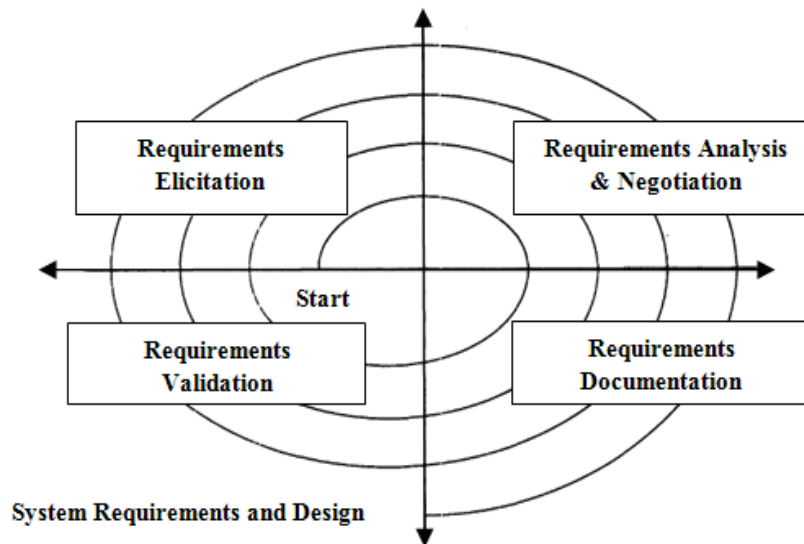 Requirements
Elicitation
Requirements Analysis
& Negotiation
Start
Requirements
Validation
Requirements
Documentation
System Requirements and Design